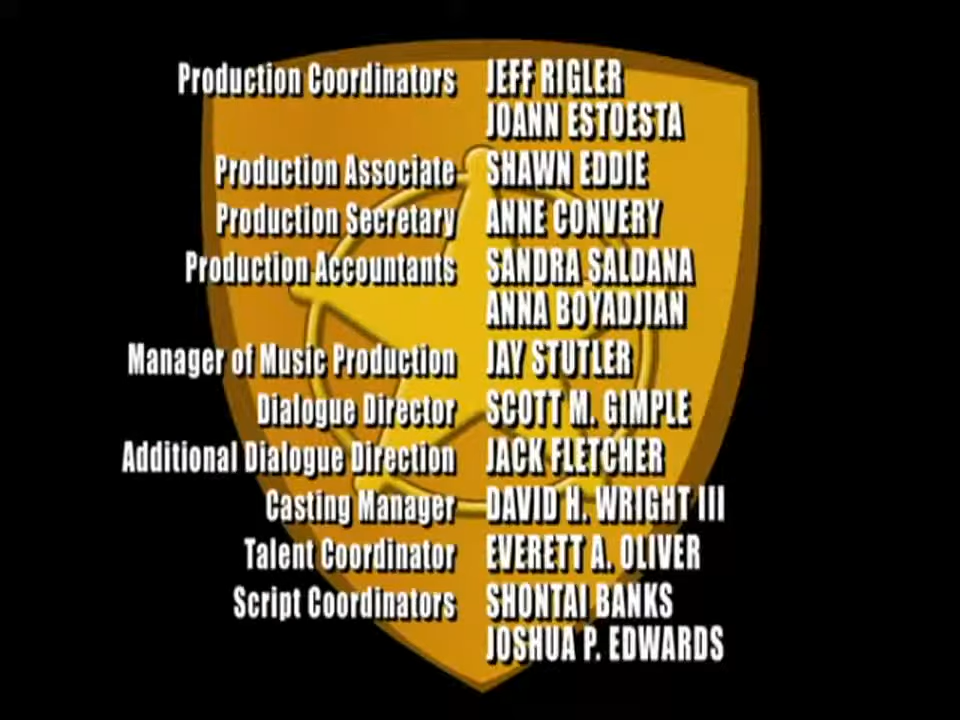 Production Coordinators JEFF RIGLER
JOANN ESTOESTA
Production Associate SHAWN EDDIE
Production Secretary ANNE CONVERY
Production Accountants SANDRA SALDANA
ANNA BOYADJIAN
Manager of Music Production JAY STUTLER
Dialogue Director SCOTT M. GIMPLE
Additional Dialogue Direction JACK FLETCHER
Casting Manager DAVID H. WRIGHT III
Talent Coordinator EVERETT A. OLIVER
Script Coordinators SHONTAI BANKS
JOSHUA P. EDWARDS